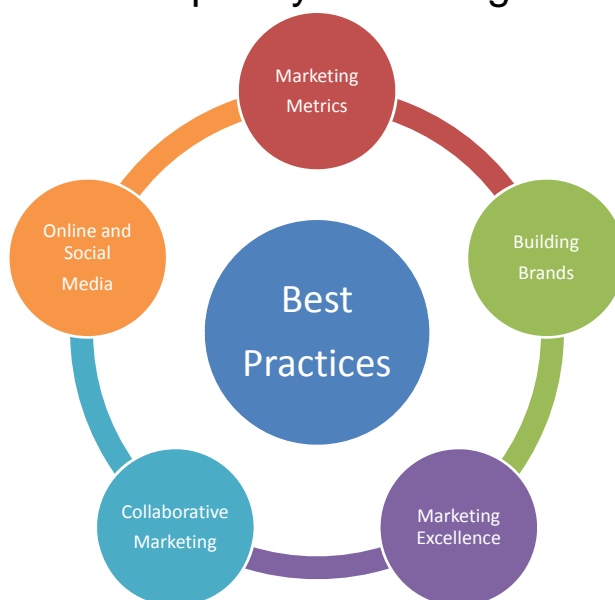 Marketing
Metrics
Online and
Social
Media
Building
Brands
Best
Practices
Collaborative
Marketing
Marketing
Excellence